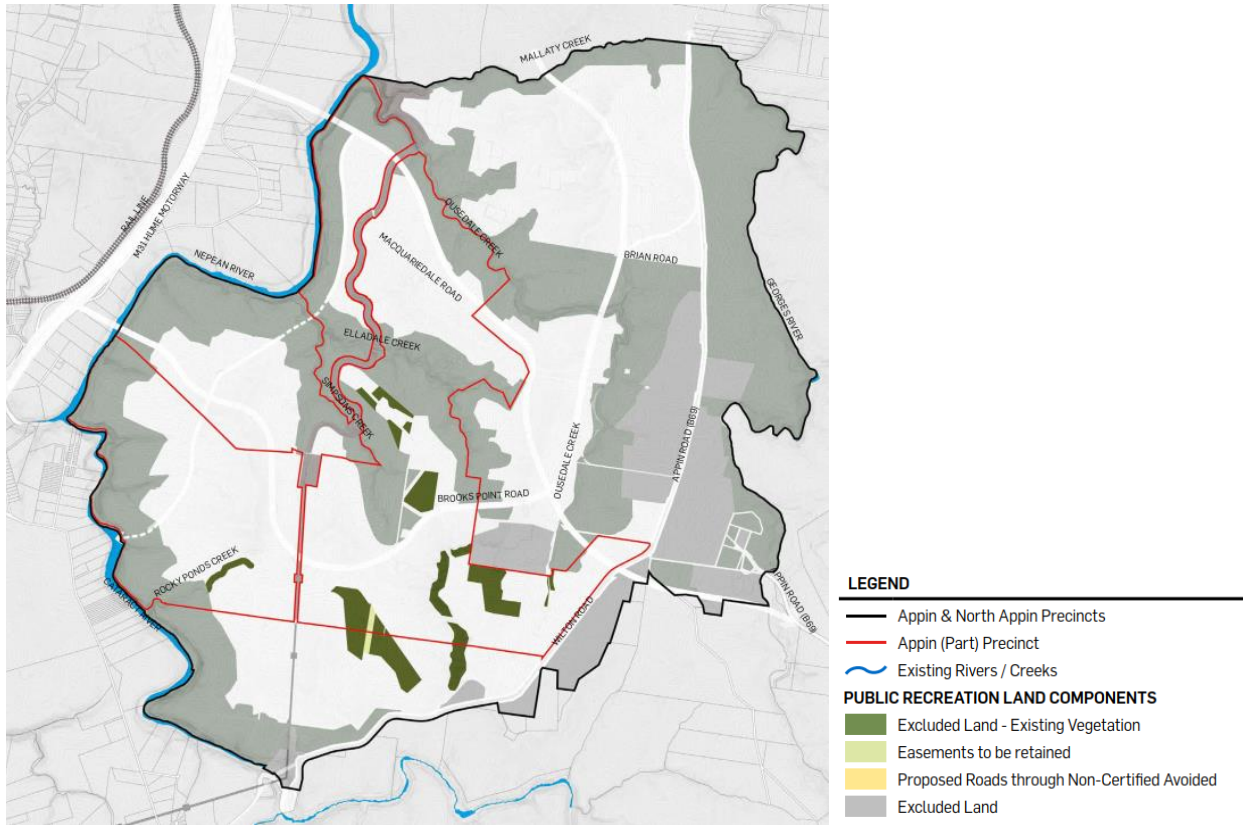 MALLATY CREEK
RAIL LINE
M31 HUME MOTORWAY
NEPEAN RIVER
OUSEDALE CREEK
MACQUARIEDALE ROAD
BRIAN ROAD
GEORGES RIVER
ELLADALE CREEK
SIMPSONS CREEK
APPIN ROAD (B69)
OUSEDALE CREEK
BROOKS POINT ROAD
ROCKY PONDS CREEK
CATARACT RIVER
WILTON ROAD
PPIN ROAD (B69)
LEGEND
Appin & North Appin Precincts
Appin (Part) Precinct
Existing Rivers / Creeks
PUBLIC RECREATION LAND COMPONENTS
Excluded Land - Existing Vegetation
Easements to be retained
Proposed Roads through Non-Certified Avoided
Excluded Land